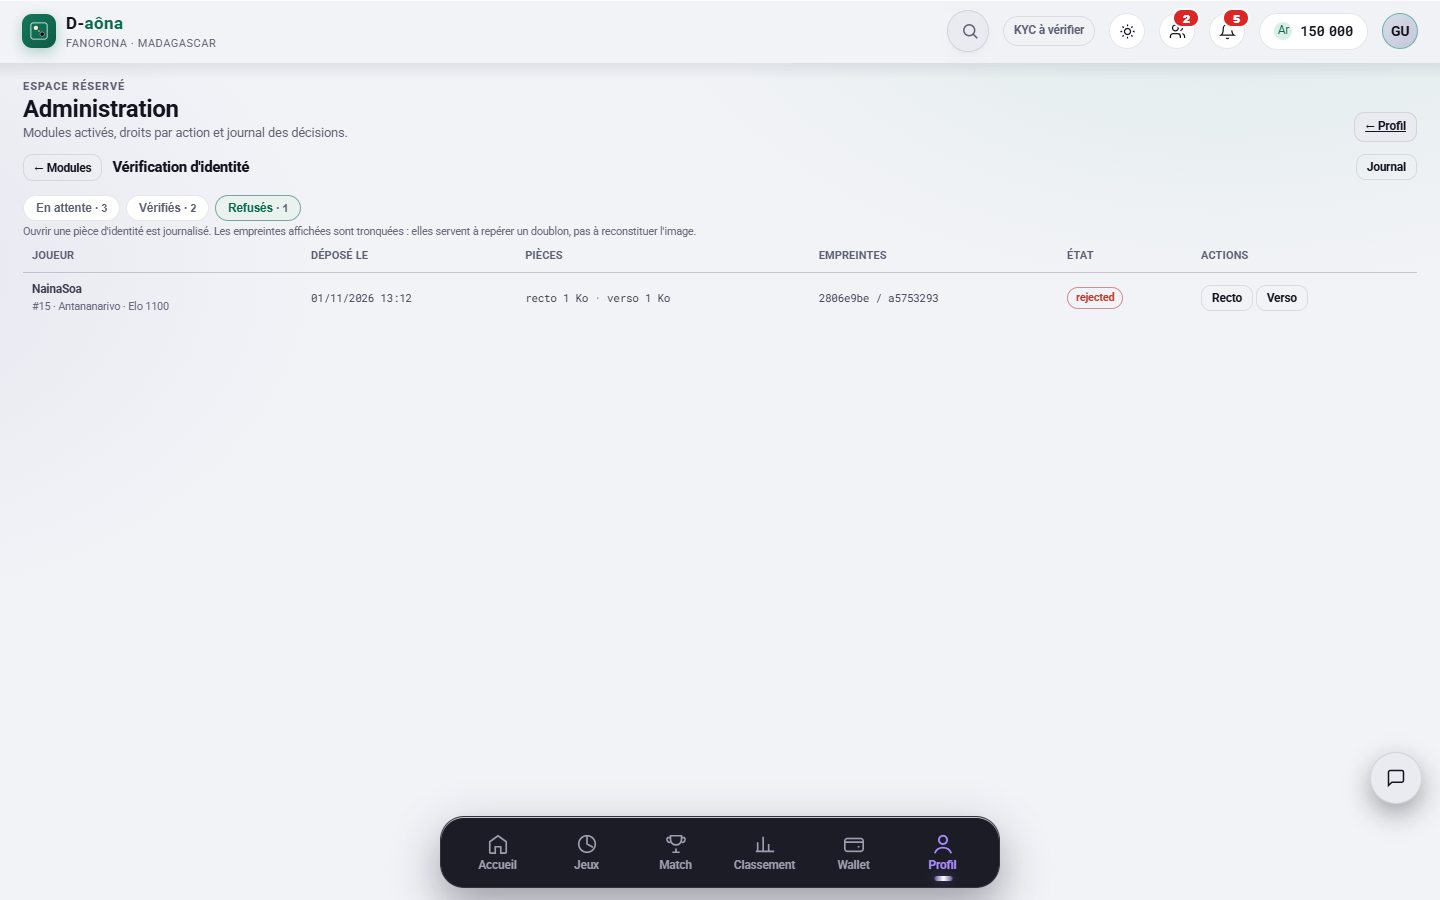 D-aôna
FANORONA · MADAGASCAR
KYC à vérifier
2
5
Ar 150 000
GU
ESPACE RÉSERVÉ
Administration
Modules activés, droits par action et journal des décisions.
← Profil
← Modules
Vérification d'identité
Journal
En attente · 3
Vérifiés · 2
Refusés · 1
Ouvrir une pièce d'identité est journalisé. Les empreintes affichées sont tronquées : elles servent à repérer un doublon, pas à reconstituer l'image.
JOUEUR DÉPOSÉ LE PIÈCES EMPREINTES ÉTAT ACTIONS
NainaSoa
#15 · Antananarivo · Elo 1100
01/11/2026 13:12
recto 1 Ko · verso 1 Ko
2806e9be / a5753293
rejected
Recto
Verso
Accueil
Jeux
Match
Classement
Wallet
Profil